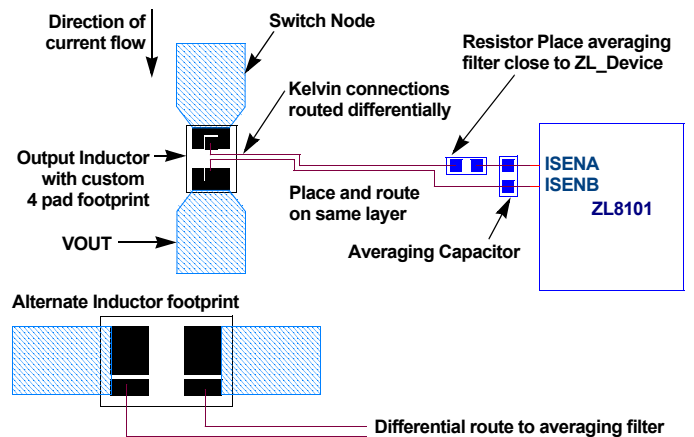 Direction of
current flow
Switch Node
Resistor Place averaging
filter close to ZL_Device
Kelvin connections
routed differentially
Output Inductor
with custom
4 pad footprint
ISENA
ISENB
ZL8101
Place and route
on same layer
VOUT
Averaging Capacitor
Alternate Inductor footprint
Differential route to averaging filter